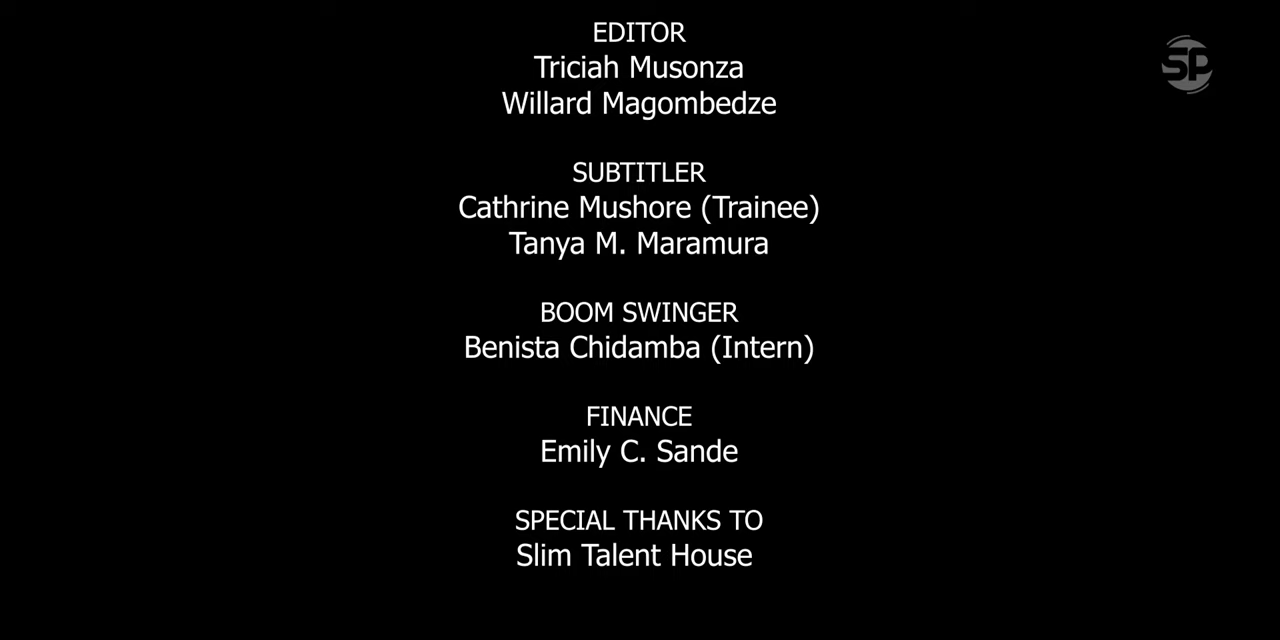 EDITOR
SP
Triciah Musonza
Willard Magombedze
SUBTITLER
Cathrine Mushore (Trainee)
Tanya M. Maramura
BOOM SWINGER
Benista Chidamba (Intern)
FINANCE
Emily C. Sande
SPECIAL THANKS TO
Slim Talent House